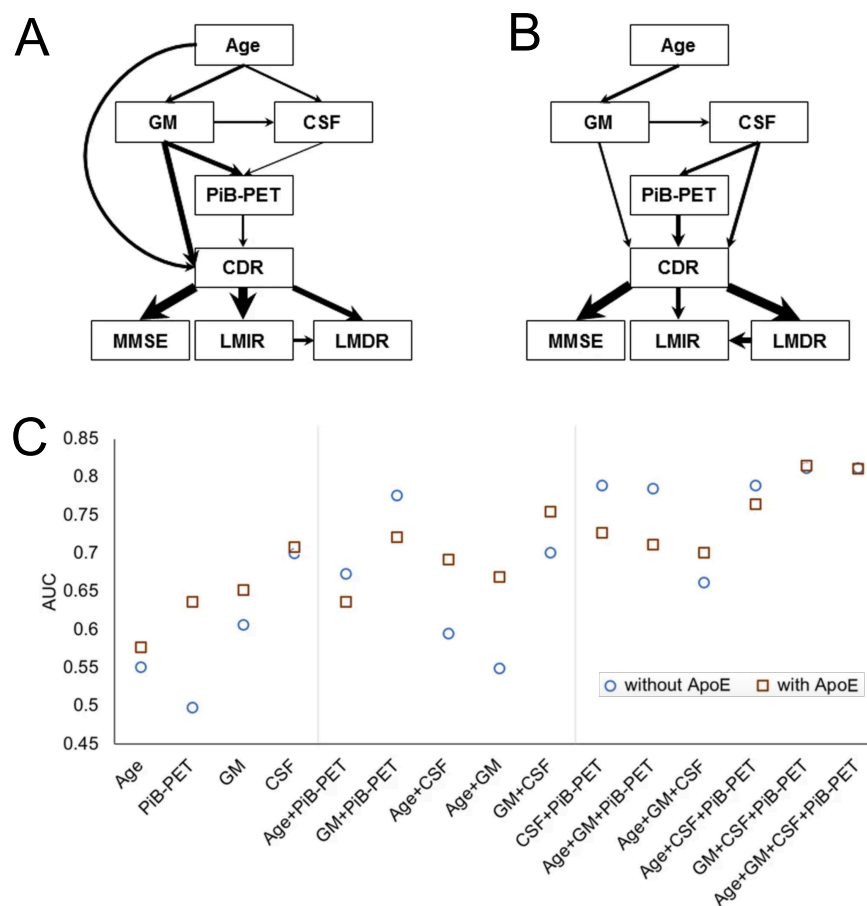 A
B
Age
Age
GM
CSF
GM
CSF
PiB-PET
PiB-PET
CDR
CDR
MMSE
LMIR
LMDR
MMSE
LMIR
LMDR
C
0.85
0.8
0.75
0.7
0.65
0.6
0.55
0.5
0.45
AUC
without ApoE
with ApoE
Age
PiB-PET
GM
CSF
Age+PiB-PET
GM+PiB-PET
Age+CSF
Age+GM
GM+CSF
CSF+PiB-PET
Age+GM+PiB-PET
Age+GM+CSF
Age+CSF+PiB-PET
GM+CSF+PiB-PET
Age+GM+CSF+PiB-PET